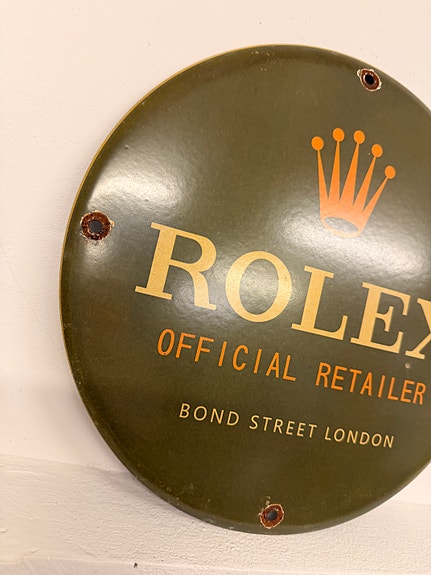 ROLEX
OFFICIAL RETAILER
BOND STREET LONDON